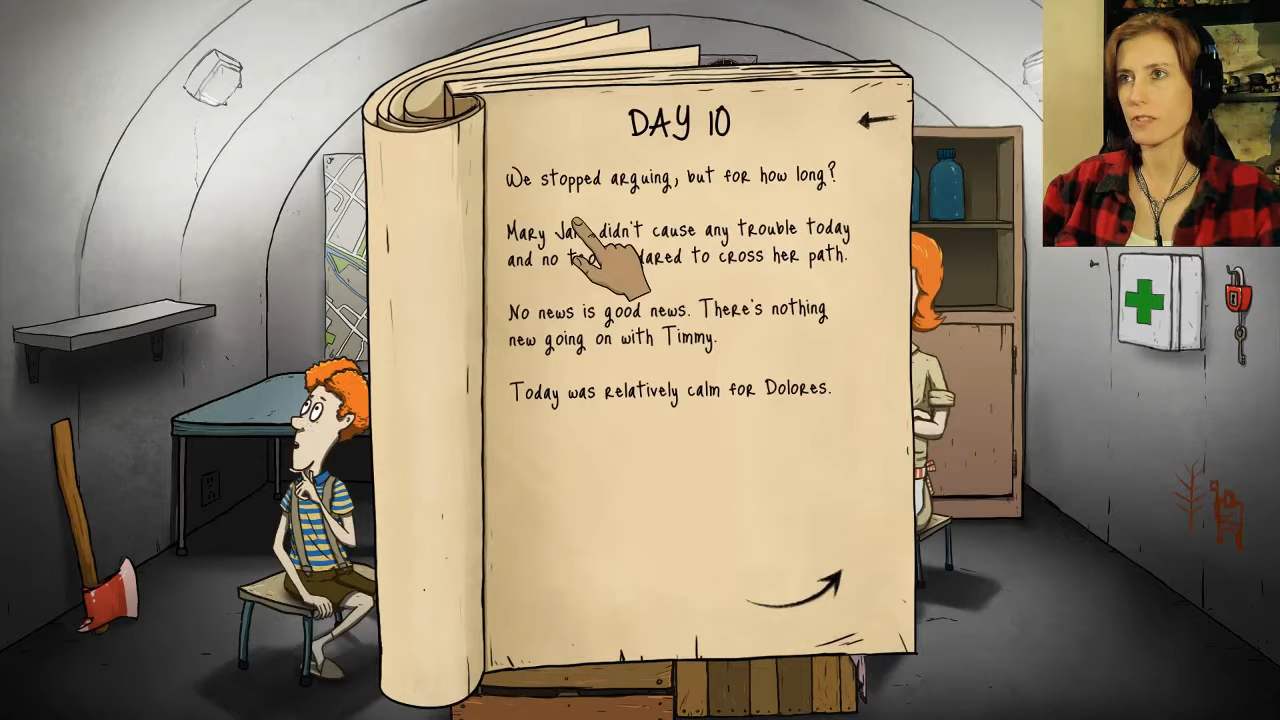 DAY 10
We stopped arguing, but for how long?
Mary didn't cause any trouble today
and no dared to cross her path.
No news is good news. There's nothing
new going on with Timmy.
Today was relatively calm for Dolores.